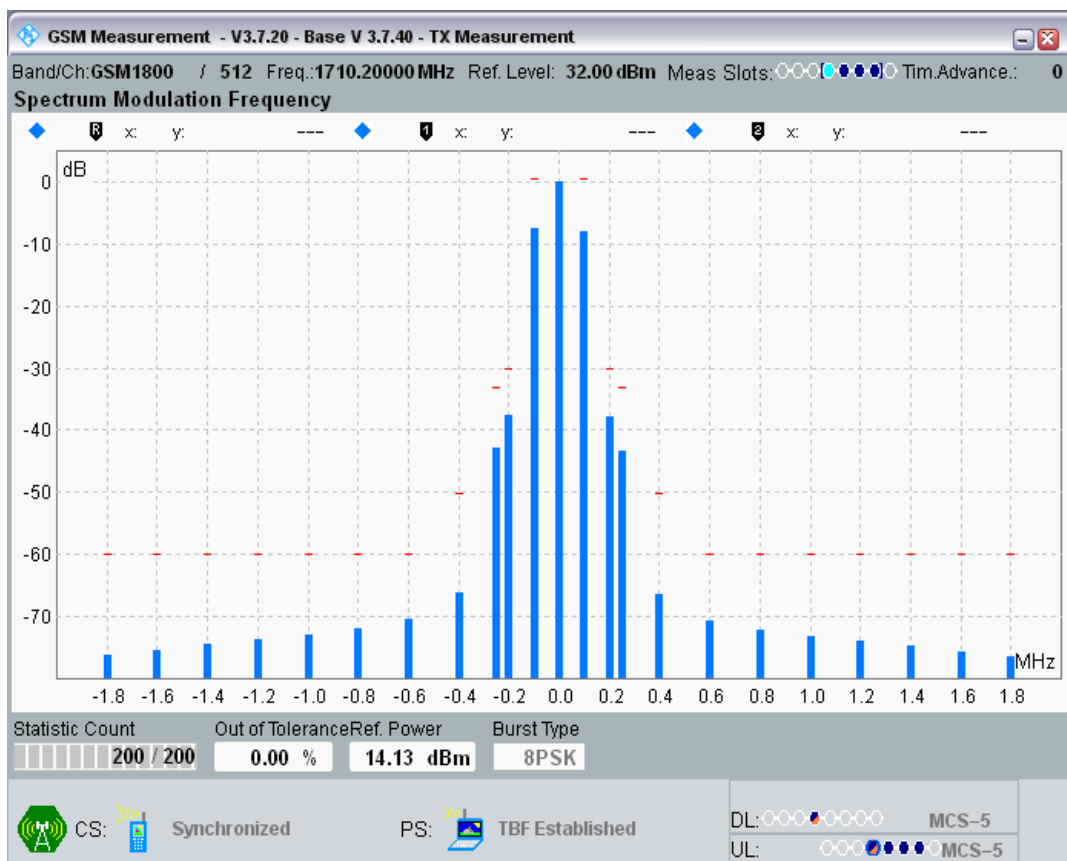 GSM Measurement - V3.7.20 - Base V 3.7.40 - TX Measurement
Band/Ch:GSM1800 / 512 Freq.:1710.20000 MHz Ref. Level: 32.00 dBm Meas Slots: Tim.Advance.: 0
Spectrum Modulation Frequency
R x: y: --- 1 x: y: --- 2 x: y: ---
dB
0
-10
-20
-30
-40
-50
-60
-70
MHz
-1.8 -1.6 -1.4 -1.2 -1.0 -0.8 -0.6 -0.4 -0.2 0.0 0.2 0.4 0.6 0.8 1.0 1.2 1.4 1.6 1.8
Statistic Count Out of Tolerance Ref. Power Burst Type
200 / 200 0.00 % 14.13 dBm 8PSK
CS: Synchronized PS: TBF Established
DL: MCS-5
UL: MCS-5